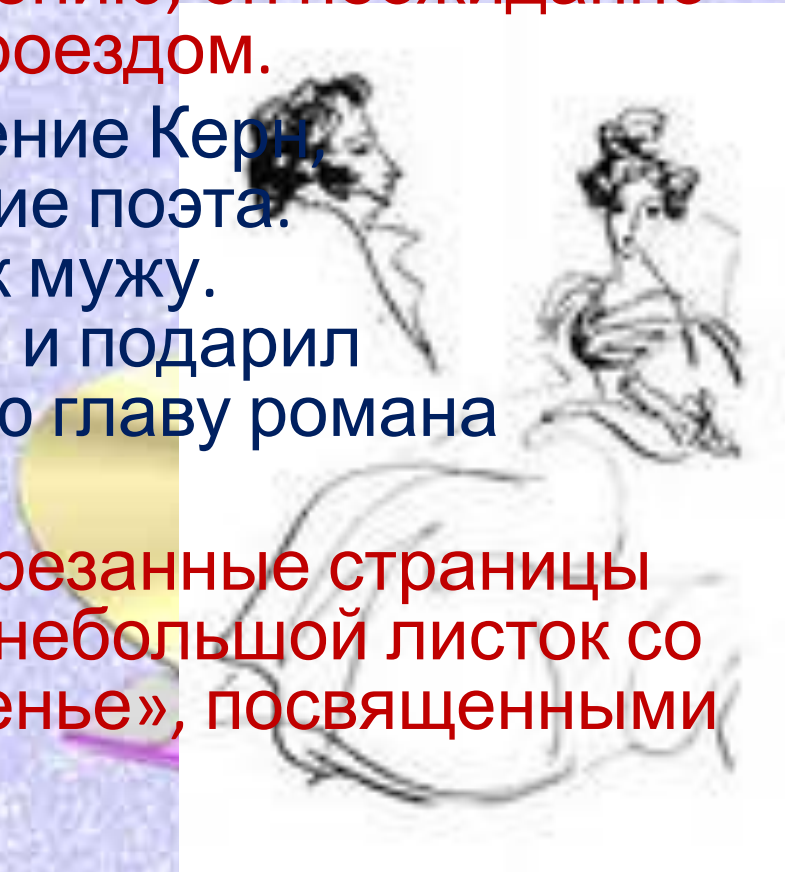 роездом.
ение Керн,
ие поэта.
к мужу.
и подарил
ю главу романа
резанные страницы
небольшой листок со
енье», посвященными